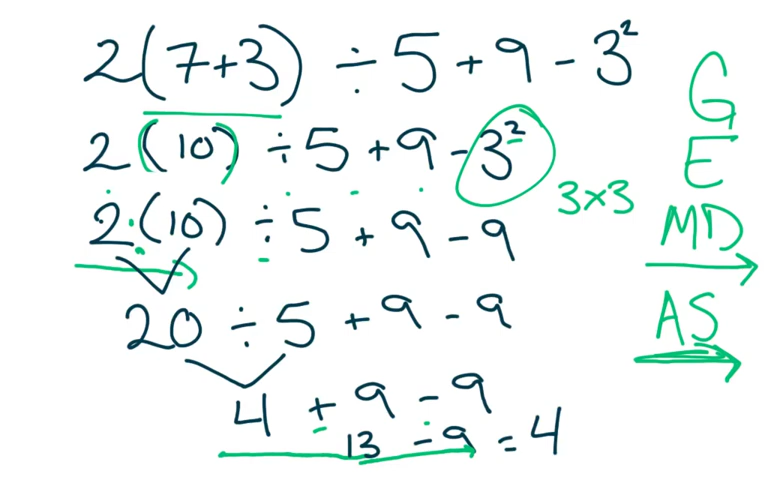 2(7+3) ÷ 5 + 9 - 3²
G
2(10) ÷ 5 + 9 - 3²
E
3×3
2·(10) ÷ 5 + 9 - 9
MD
20 ÷ 5 + 9 - 9
AS
4 + 9 - 9
13 - 9 = 4